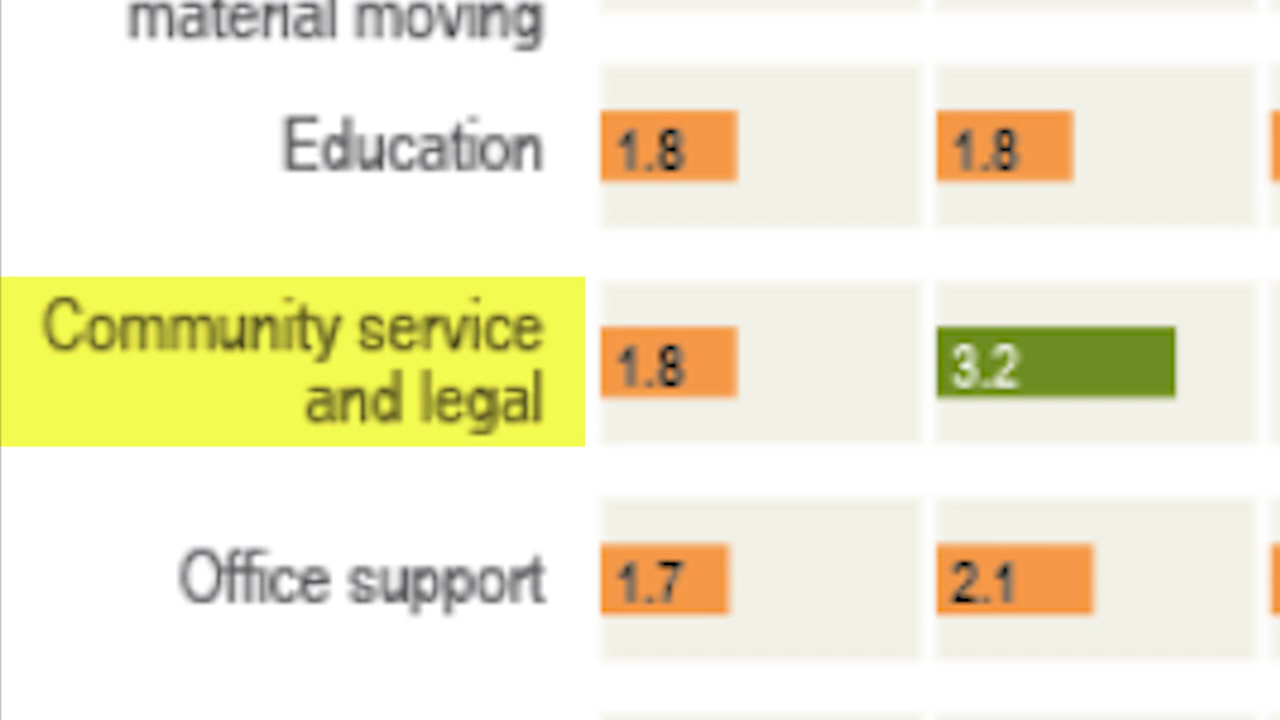 material moving
Education 1.8 1.8
Community service
and legal 1.8 3.2
Office support 1.7 2.1